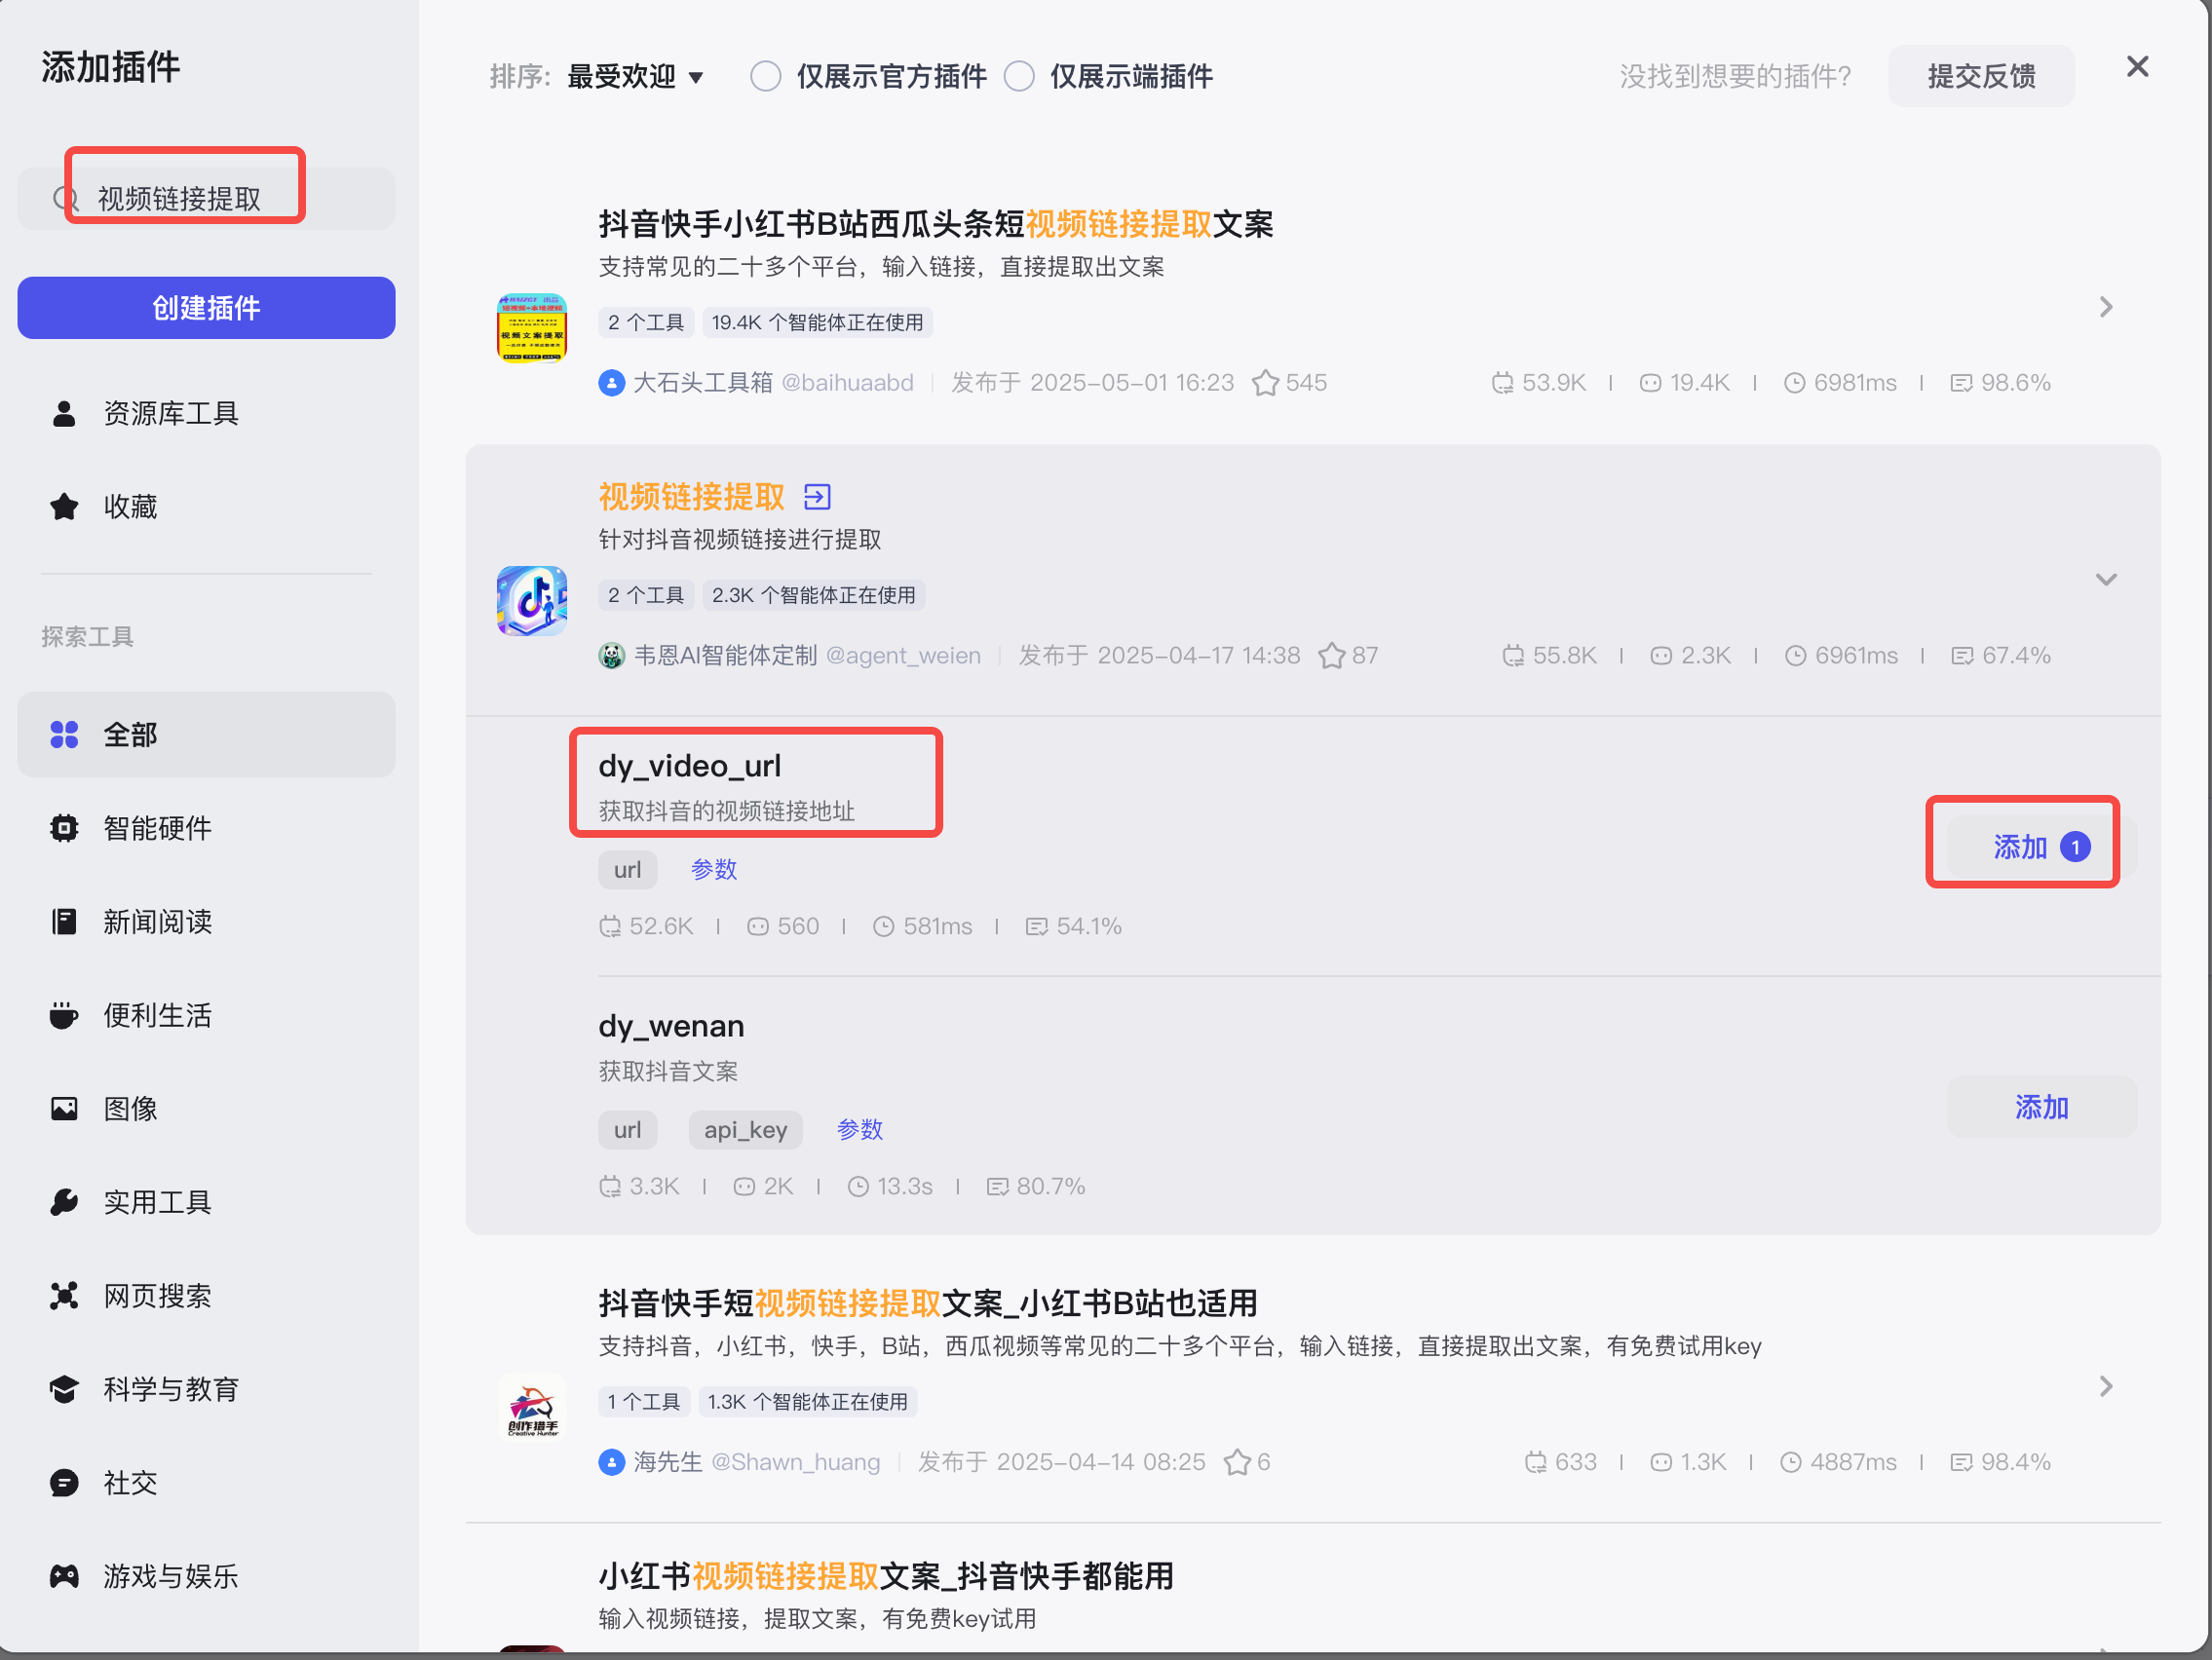 添加插件
视频链接提取
创建插件
资源库工具
收藏
探索工具
全部
智能硬件
新闻阅读
便利生活
图像
实用工具
网页搜索
科学与教育
社交
游戏与娱乐
排序: 最受欢迎 仅展示官方插件 仅展示端插件 没找到想要的插件? 提交反馈
抖音快手小红书B站西瓜头条短视频链接提取文案
支持常见的二十多个平台，输入链接，直接提取出文案
2 个工具 19.4K 个智能体正在使用
大石头工具箱 @baihuaabd 发布于 2025-05-01 16:23 545 53.9K 19.4K 6981ms 98.6%
视频链接提取
针对抖音视频链接进行提取
2 个工具 2.3K 个智能体正在使用
韦恩AI智能体定制 @agent_weien 发布于 2025-04-17 14:38 87 55.8K 2.3K 6961ms 67.4%
dy_video_url
获取抖音的视频链接地址
添加 1
url 参数
52.6K 560 581ms 54.1%
dy_wenan
获取抖音文案
添加
url api_key 参数
3.3K 2K 13.3s 80.7%
抖音快手短视频链接提取文案_小红书B站也适用
支持抖音，小红书，快手，B站，西瓜视频等常见的二十多个平台，输入链接，直接提取出文案，有免费试用key
创作猎手
Creative Hunter
1 个工具 1.3K 个智能体正在使用
海先生 @Shawn_huang 发布于 2025-04-14 08:25 6 633 1.3K 4887ms 98.4%
小红书视频链接提取文案_抖音快手都能用
输入视频链接，提取文案，有免费key试用